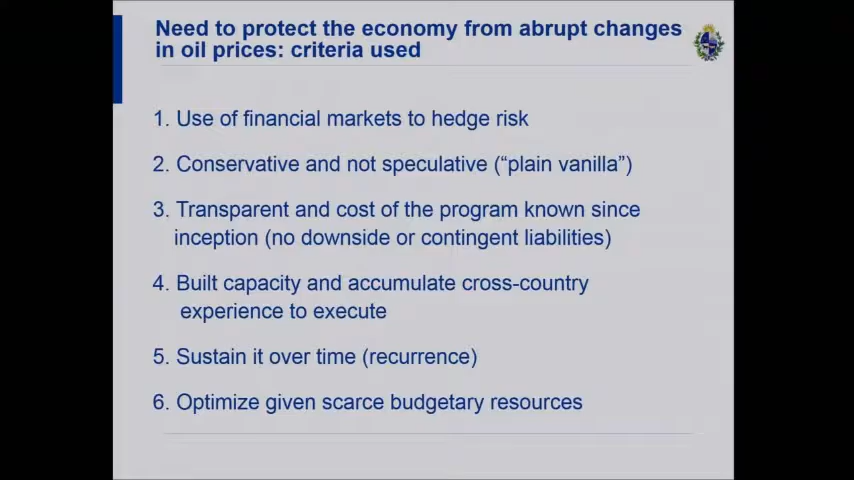 Need to protect the economy from abrupt changes
in oil prices: criteria used
1. Use of financial markets to hedge risk
2. Conservative and not speculative (“plain vanilla”)
3. Transparent and cost of the program known since
inception (no downside or contingent liabilities)
4. Built capacity and accumulate cross-country
experience to execute
5. Sustain it over time (recurrence)
6. Optimize given scarce budgetary resources